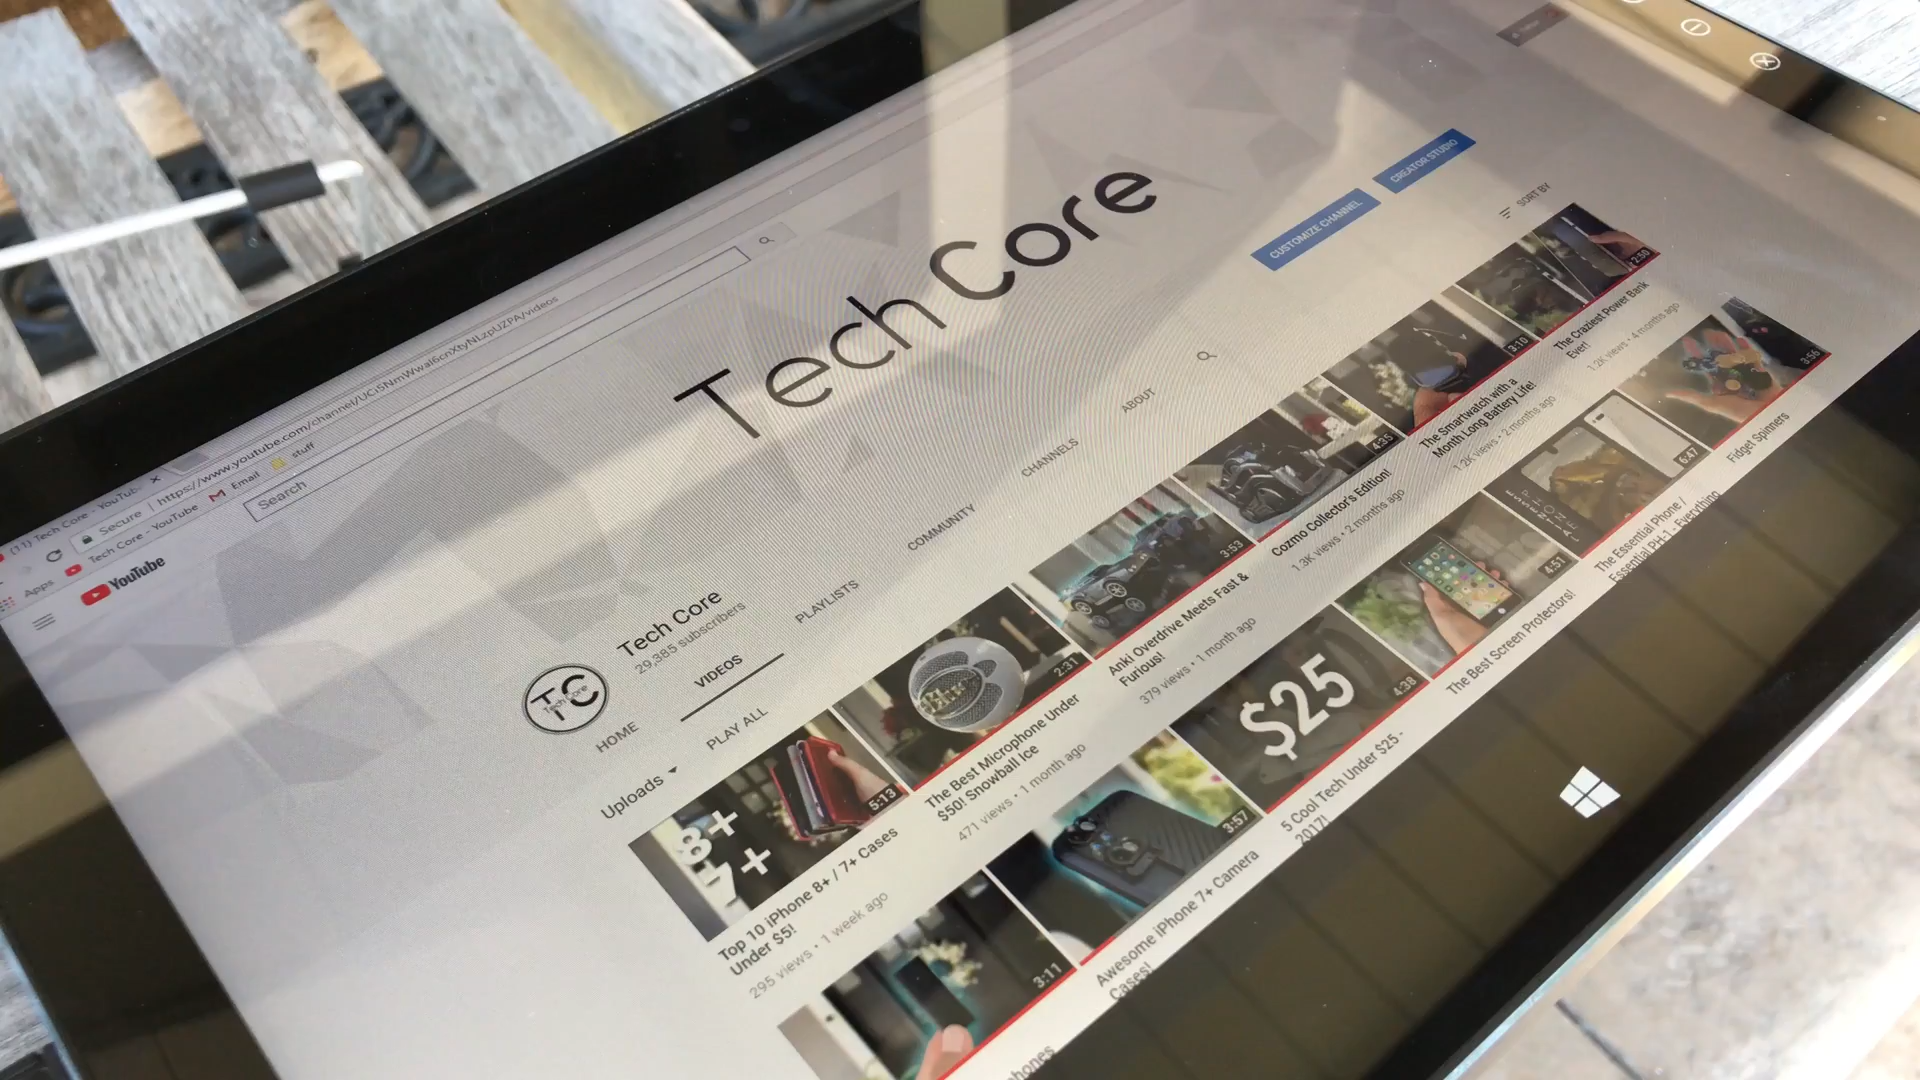 (11) Tech Core - YouTub
Secure | https://www.youtube.com/channel/
/videos
Apps
Tech Core - YouTube
Email
stuff
YouTube
Search
Tech Core
CUSTOMIZE CHANNEL
CREATOR STUDIO
TC
Tech Core
Tech Core
29,385 subscribers
HOME
VIDEOS
PLAYLISTS
COMMUNITY
CHANNELS
ABOUT
Uploads
PLAY ALL
SORT BY
8+
7+
5:13
Top 10 iPhone 8+ / 7+ Cases
Under $5!
295 views • 1 week ago
2:31
The Best Microphone Under
$50! Snowball Ice
471 views • 1 month ago
3:53
Anki Overdrive Meets Fast &
Furious!
379 views • 1 month ago
4:35
Cozmo Collector's Edition!
1.3K views • 2 months ago
3:10
The Smartwatch with a
Month Long Battery Life!
1.2K views • 2 months ago
2:50
The Craziest Power Bank
Ever!
1.2K views • 4 months ago
3:11
phones
3:57
Awesome iPhone 7+ Camera
Cases!
$25
4:38
5 Cool Tech Under $25 -
2017!
4:51
The Best Screen Protectors!
PHONE
ESSENTIAL
6:47
The Essential Phone /
Essential PH-1 - Everything
3:56
Fidget Spinners